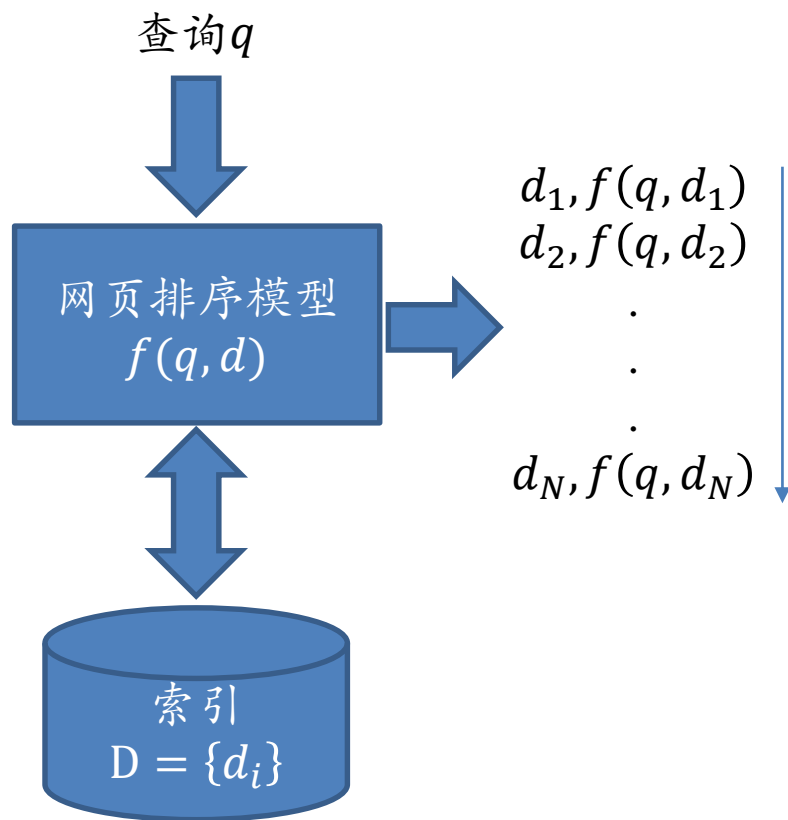 查询q
网页排序模型
f(q,d)
d₁,f(q,d₁)
d₂,f(q,d₂)
.
.
.
d_N,f(q,d_N)
索引
D = {dᵢ}